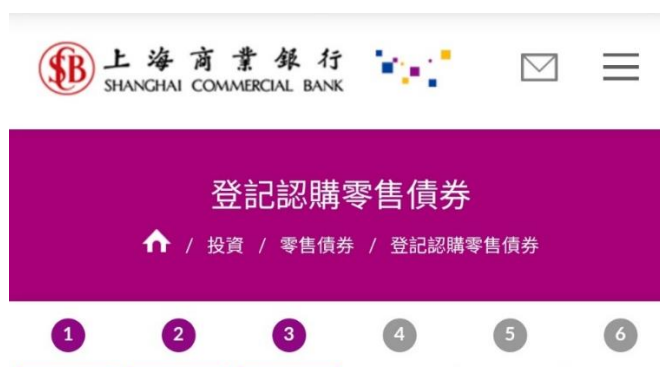 上海商業銀行
SHANGHAI COMMERCIAL BANK
登記認購零售債券
/ 投資 / 零售債券 / 登記認購零售債券
1 2 3 4 5 6